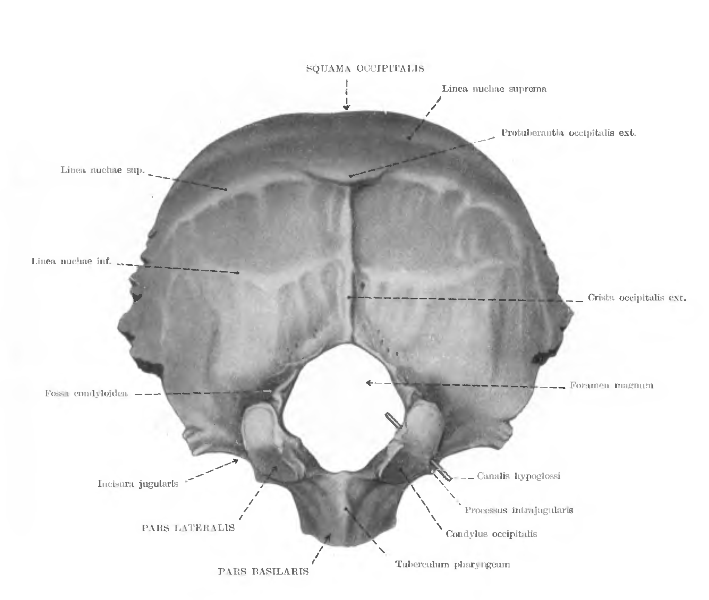 SQUAMA OCCIPITALIS
Linea nuchae suprema
Protuberantia occipitalis ext.
Linea nuchae sup.
Linea nuchae inf.
Crista occipitalis ext.
Fossa condyloidea
Foramen magnum
Incisura jugularis
Canalis hypoglossi
Processus intrajugularis
PARS LATERALIS
Condylus occipitalis
Tuberculum pharyngeum
PARS BASILARIS